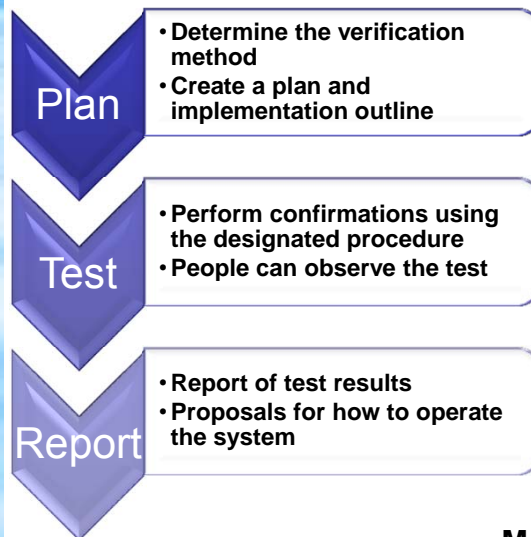 Plan
• Determine the verification
method
• Create a plan and
implementation outline
Test
• Perform confirmations using
the designated procedure
• People can observe the test
Report
• Report of test results
• Proposals for how to operate
the system
M